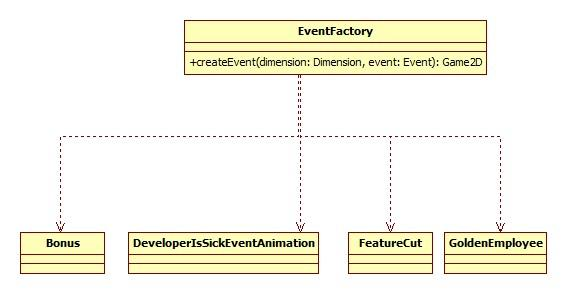 EventFactory
+createEvent(dimension: Dimension, event: Event): Game2D
Bonus
DeveloperIsSickEventAnimation
FeatureCut
GoldenEmployee